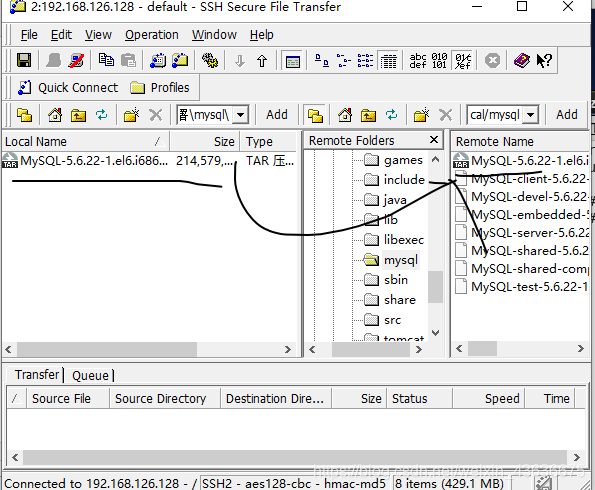 2:192.168.126.128 - default - SSH Secure File Transfer
File Edit View Operation Window Help
abc def 010 101 01¢ ¥ef
Quick Connect Profiles
置\mysql\ Add cal/mysql Add
Local Name / Size Type
MySQL-5.6.22-1.el6.i686... 214,579,... TAR 压...
Remote Folders
games
include
java
lib
libexec
mysql
sbin
share
src
tomcat
Remote Name
MySQL-5.6.22-1.el6.i
MySQL-client-5.6.22-
MySQL-devel-5.6.22-
MySQL-embedded-5
MySQL-server-5.6.22
MySQL-shared-5.6.2
MySQL-shared-comp
MySQL-test-5.6.22-1
Transfer Queue
/ Source File Source Directory Destination Dire... Size Status Speed Time
https://blog.csdn.net/weixin_43636675
Connected to 192.168.126.128 - / SSH2 - aes128-cbc - hmac-md5 8 items (429.1 MB)